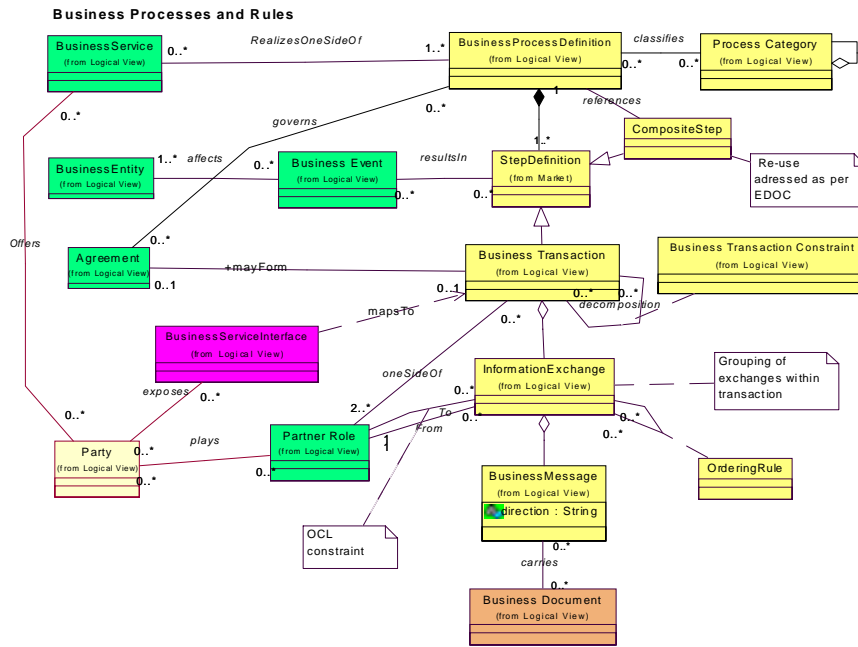 Business Processes and Rules
BusinessService
(from Logical View)
0..*
RealizesOneSideOf
1..*
BusinessProcessDefinition
(from Logical View)
classifies
0..*
0..*
Process Category
(from Logical View)
0..*
governs
0..*
1
references
CompositeStep
1..*
BusinessEntity
(from Logical View)
1..*
affects
0..*
Business Event
(from Logical View)
0..*
resultsIn
0..*
StepDefinition
(from Market)
Re-use
adressed as per
EDOC
Offers
0..*
Agreement
(from Logical View)
0..1
+mayForm
0..1
Business Transaction
(from Logical View)
0..*
0..*
decomposition
Business Transaction Constraint
(from Logical View)
mapsTo
0..*
BusinessServiceInterface
(from Logical View)
oneSideOf
InformationExchange
(from Logical View)
Grouping of
exchanges within
transaction
exposes
0..*
0..*
2..*
0..*
To
From
0..*
0..*
0..*
Party
(from Logical View)
0..*
0..*
plays
0..*
Partner Role
(from Logical View)
1
1
OrderingRule
(from Logical View)
BusinessMessage
(from Logical View)
direction : String
OCL
constraint
0..*
carries
0..*
Business Document
(from Logical View)